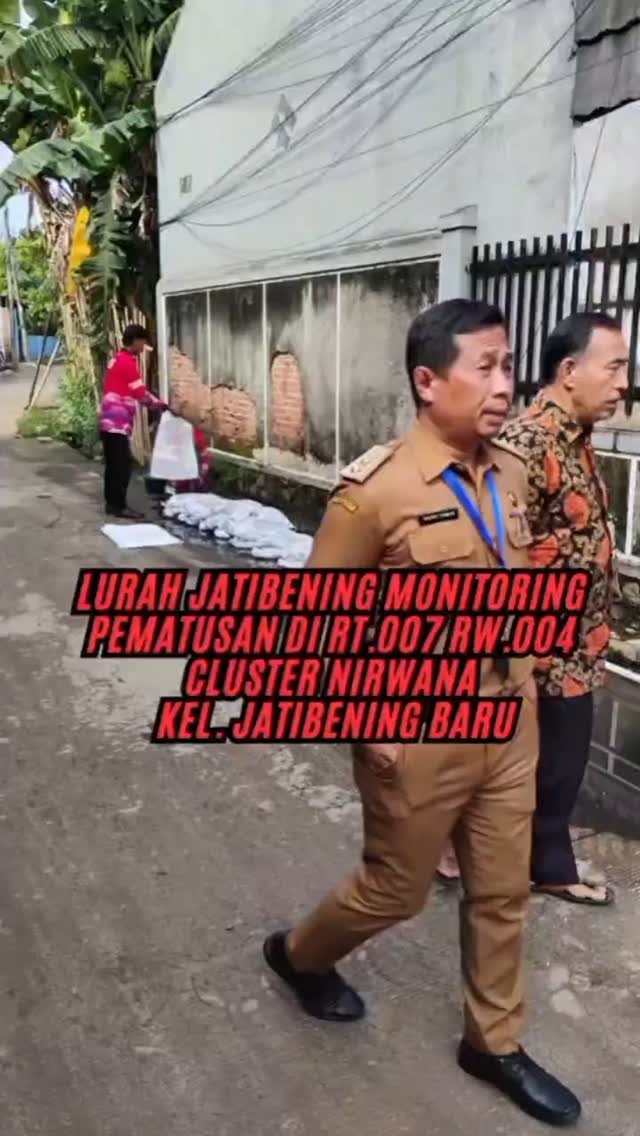 LURAH JATIBENING MONITORING
PEMATUSAN DI RT.007 RW.004
CLUSTER NIRWANA
KEL. JATIBENING BARU